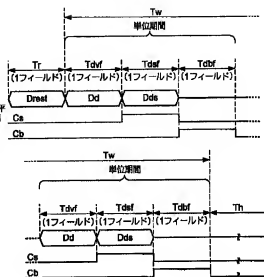 Tw
単位期間
Tr Tdvf Tdsf Tdbf
(1フィールド) (1フィールド) (1フィールド) (1フィールド)
Drest Dd Dds
Cs
Cb
Tw
単位期間
Tdvf Tdsf Tdbf Th
(1フィールド) (1フィールド) (1フィールド)
Dd Dds
Cs
Cb